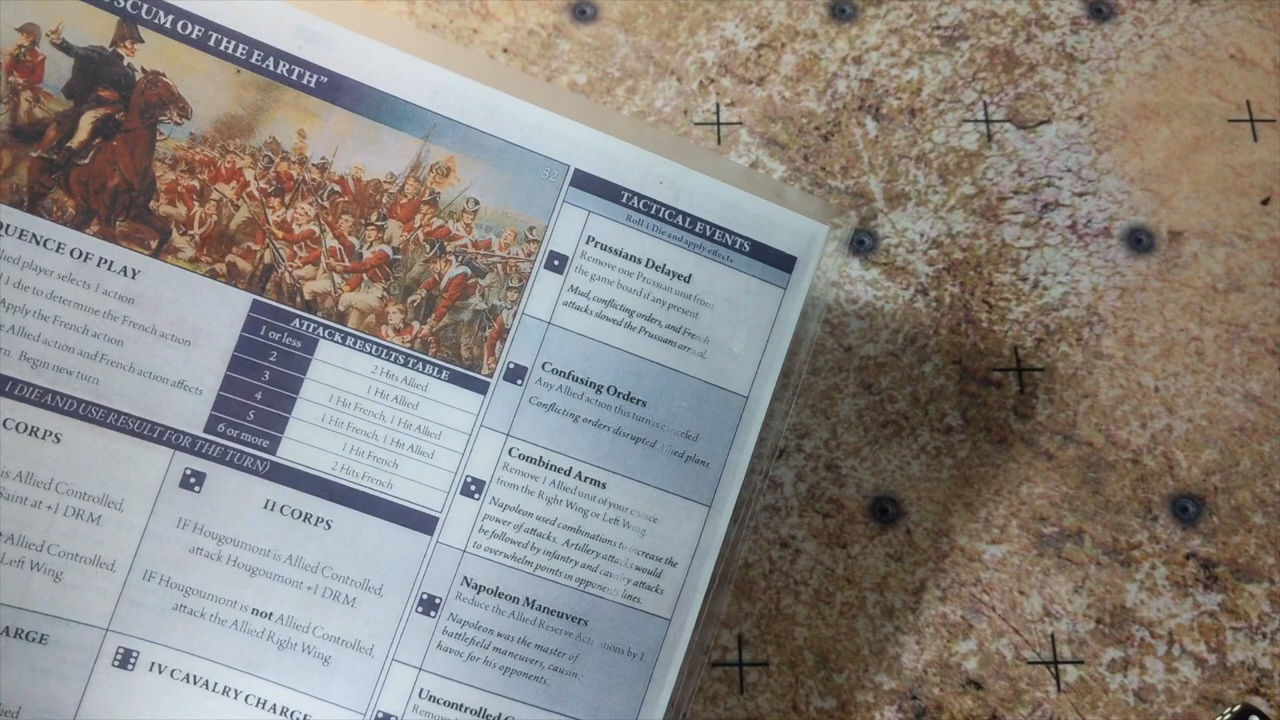 SCUM OF THE EARTH"
32
QUENCE OF PLAY
lied player selects 1 action
1 die to determine the French action
Apply the French action
e Allied action and French action affects
rn. Begin new turn
ATTACK RESULTS TABLE
1 or less 2 Hits Allied
2 1 Hit Allied
3 1 Hit French, 1 Hit Allied
4 1 Hit French, 1 Hit Allied
5 1 Hit French
6 or more 2 Hits French
1 DIE AND USE RESULT FOR THE TURN)
CORPS
is Allied Controlled,
Saint at +1 DRM.
Allied Controlled,
Left Wing.
II CORPS
IF Hougoumont is Allied Controlled,
attack Hougoumont +1 DRM.
IF Hougoumont is not Allied Controlled,
attack the Allied Right Wing.
ARGE
lied
IV CAVALRY CHARGE
TACTICAL EVENTS
Roll 1 Die and apply effects
Prussians Delayed
Remove one Prussian unit from
the game board if any present
Mud, conflicting orders, and French
attacks slowed the Prussians arrival.
Confusing Orders
Any Allied action this turn is canceled
Conflicting orders disrupted Allied plans.
Combined Arms
Remove 1 Allied unit of your choice
from the Right Wing or Left Wing.
Napoleon used combinations to increase the
power of attacks. Artillery attacks would
be followed by infantry and cavalry attacks
to overwhelm points in opponents lines.
Napoleon Maneuvers
Reduce the Allied Reserve Actions by 1.
Napoleon was the master of
battlefield maneuvers, causing
havoc for his opponents.
Uncontrolled C
Remov